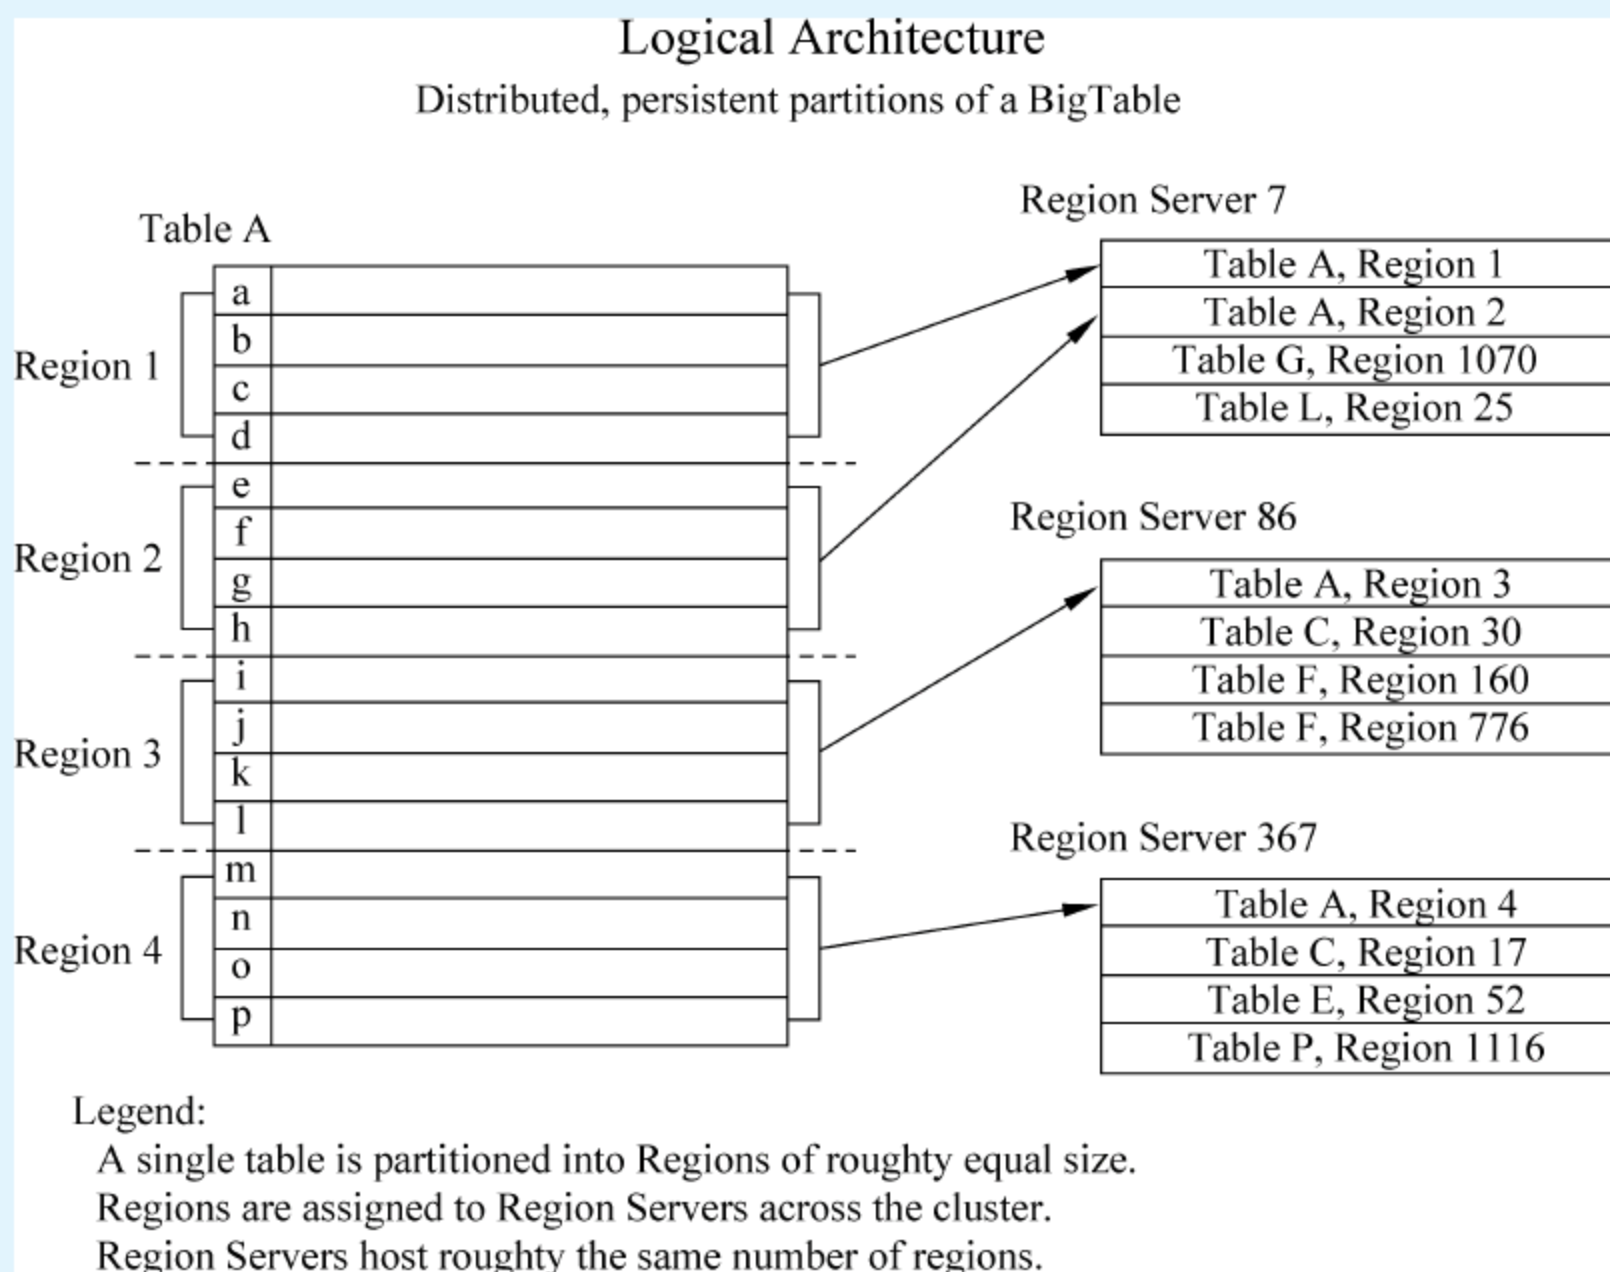 Logical Architecture
Distributed, persistent partitions of a BigTable
Table A
Region 1
a
b
c
d
Region 2
e
f
g
h
Region 3
i
j
k
l
Region 4
m
n
o
p
Region Server 7
Table A, Region 1
Table A, Region 2
Table G, Region 1070
Table L, Region 25
Region Server 86
Table A, Region 3
Table C, Region 30
Table F, Region 160
Table F, Region 776
Region Server 367
Table A, Region 4
Table C, Region 17
Table E, Region 52
Table P, Region 1116
Legend:
A single table is partitioned into Regions of roughty equal size.
Regions are assigned to Region Servers across the cluster.
Region Servers host roughty the same number of regions.